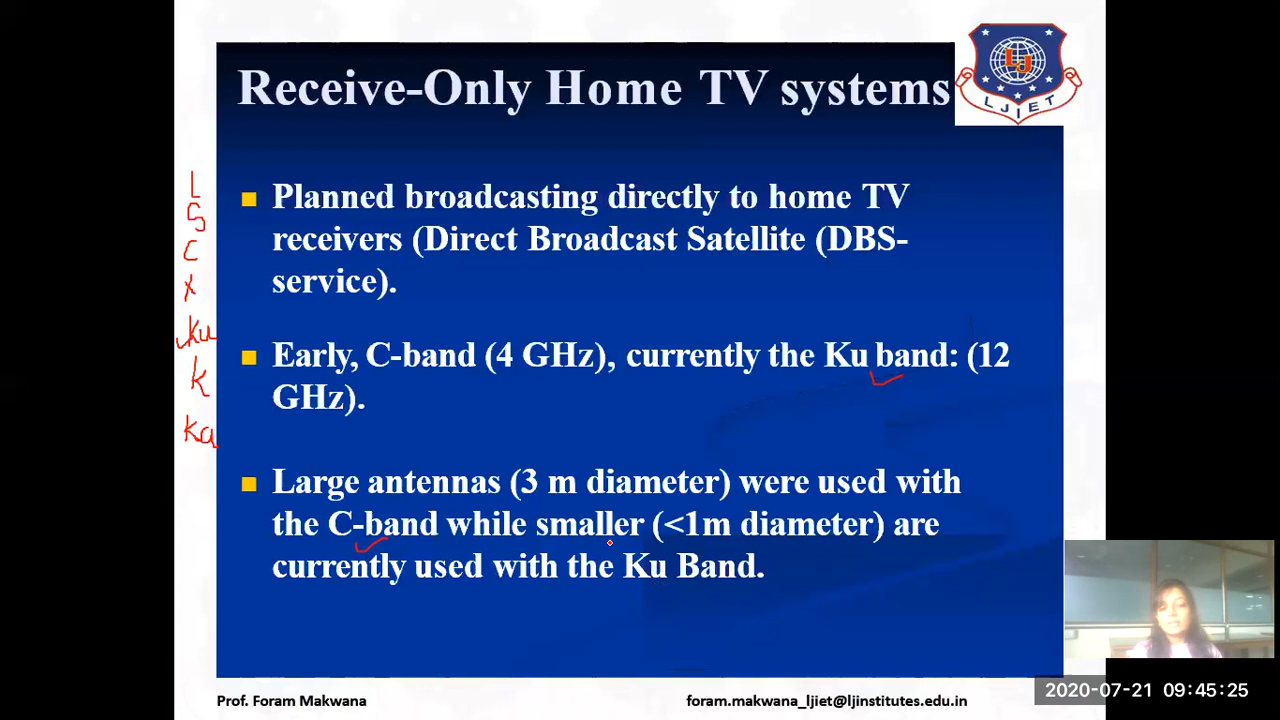 Receive-Only Home TV systems
LJIET
L
S
C
X
Ku
K
Ka
Planned broadcasting directly to home TV
receivers (Direct Broadcast Satellite (DBS-
service).
Early, C-band (4 GHz), currently the Ku band: (12
GHz).
Large antennas (3 m diameter) were used with
the C-band while smaller (<1m diameter) are
currently used with the Ku Band.
Prof. Foram Makwana
foram.makwana_ljiet@ljinstitutes.edu.in
2020-07-21 09:45:25